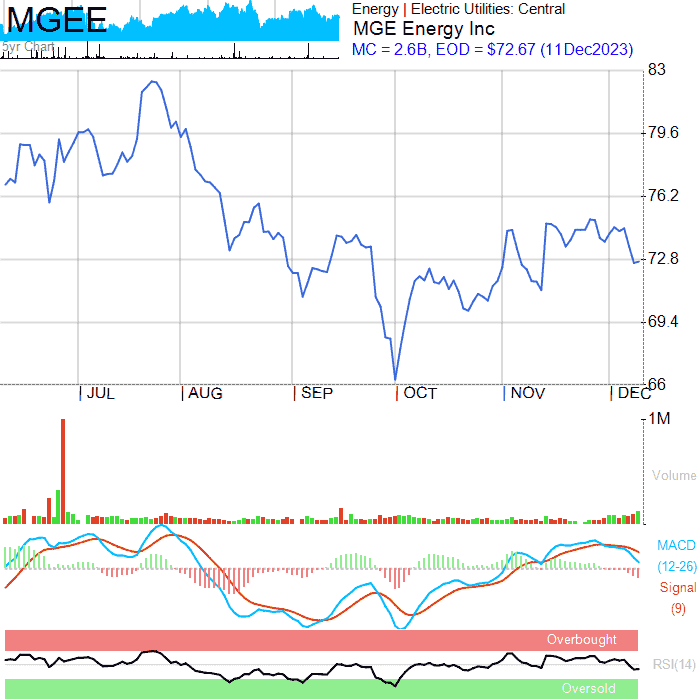 MGEE
5yr Chart
Energy | Electric Utilities: Central
MGE Energy Inc
MC = 2.6B, EOD = $72.67 (11Dec2023)
83
79.6
76.2
72.8
69.4
66
JUL AUG SEP OCT NOV DEC
1M
Volume
MACD
(12-26)
Signal
(9)
Overbought
RSI(14)
Oversold